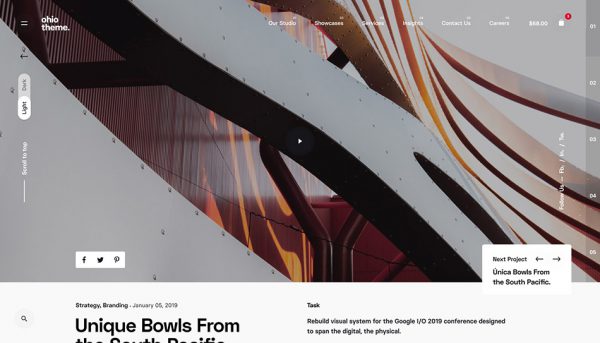 ohio
theme.
Our Studio
Showcases
Services
Insights
Contact Us
Careers
$68.00
01
02
03
04
05
Dark
Light
Scroll to top
Follow Us — Fb. / In. / Tw.
Next Project
Única Bowls From
the South Pacific.
Strategy, Branding • January 05, 2019
Unique Bowls From
the South Pacific
Task
Rebuild visual system for the Google I/O 2019 conference designed
to span the digital, the physical.